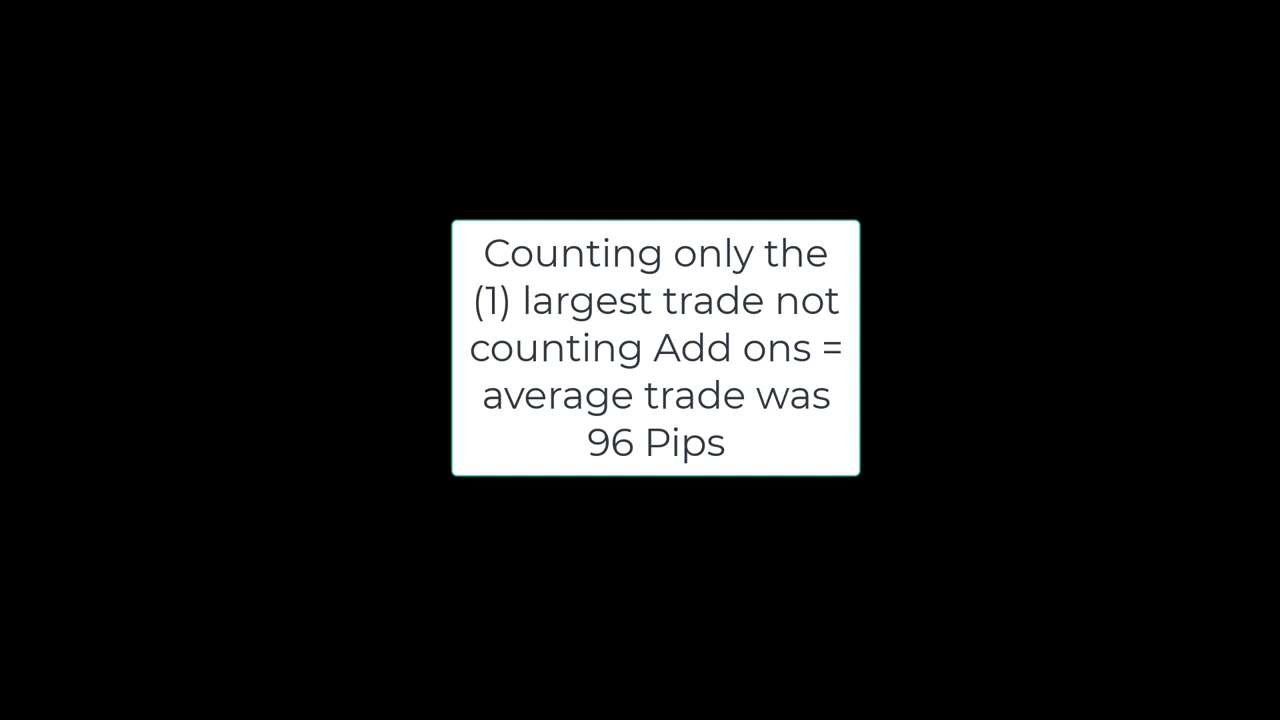 Counting only the
(1) largest trade not
counting Add ons =
average trade was
96 Pips